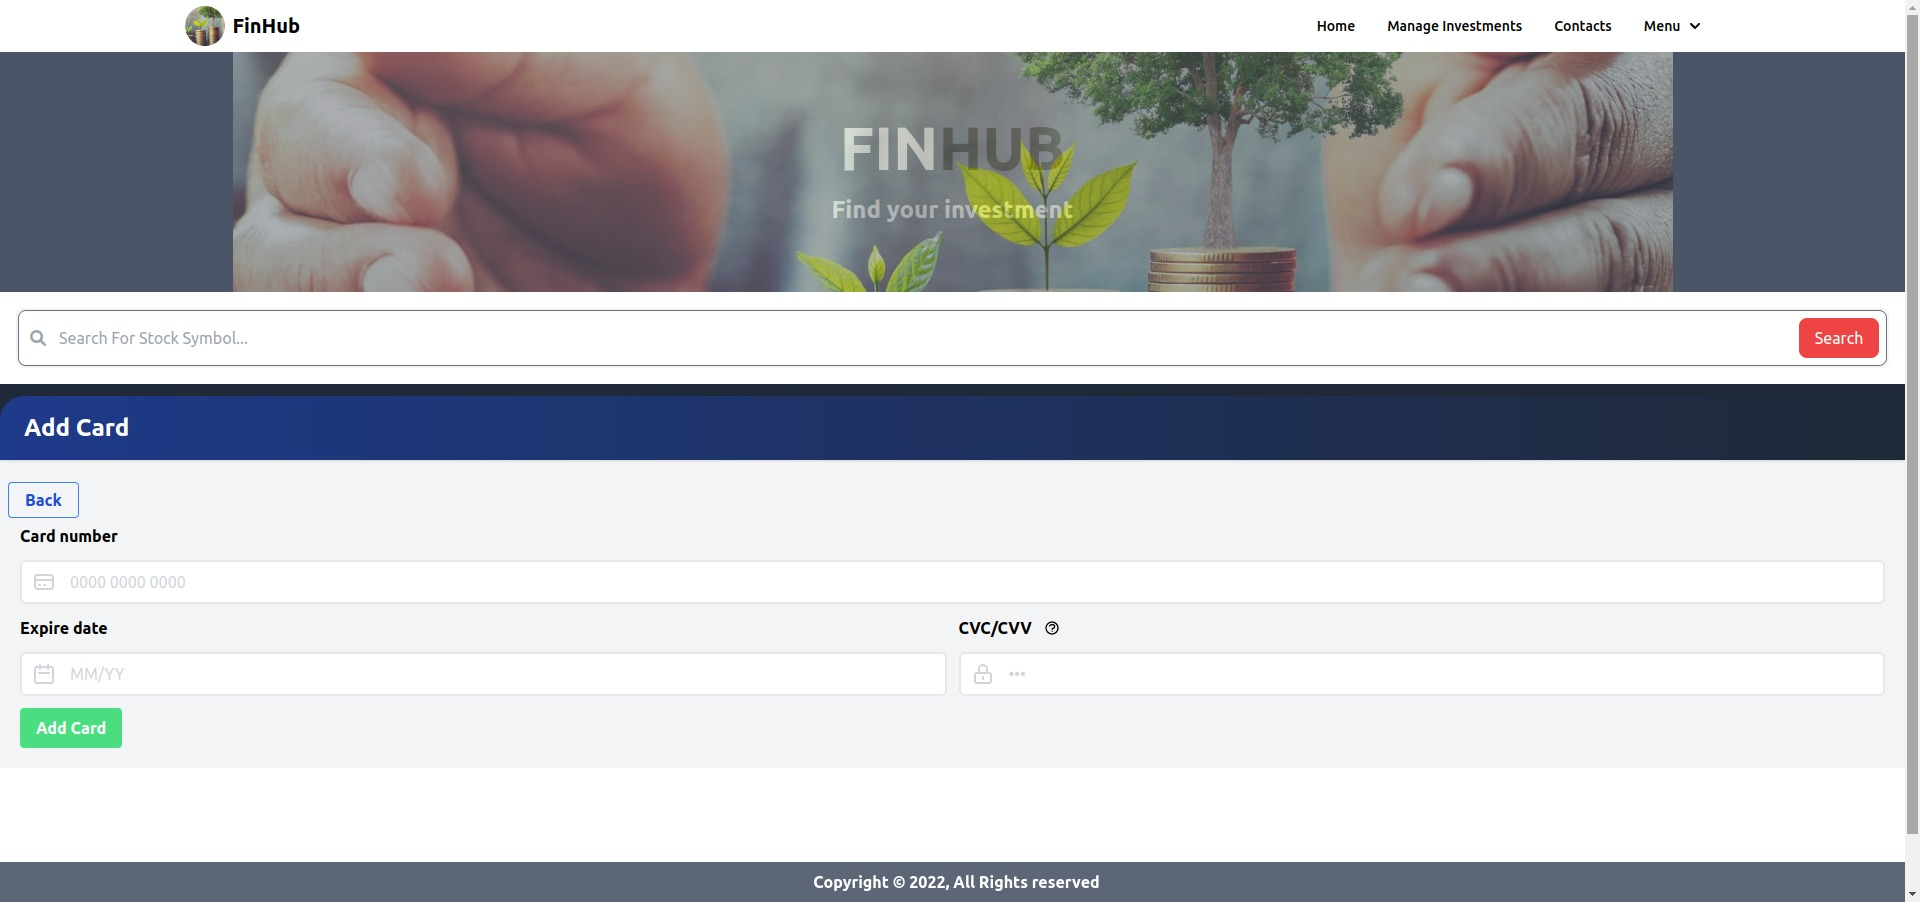 FinHub
Home
Manage Investments
Contacts
Menu
FINHUB
Find your investment
Search For Stock Symbol...
Search
Add Card
Back
Card number
0000 0000 0000
Expire date
CVC/CVV
MM/YY
•••
Add Card
Copyright © 2022, All Rights reserved